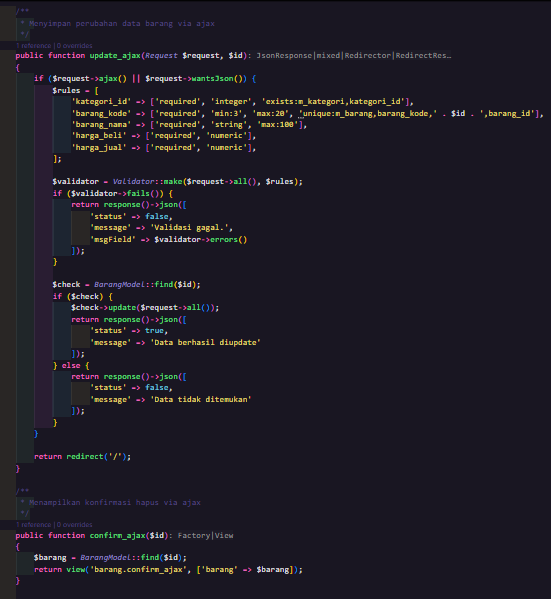 /**
 * Menyimpan perubahan data barang via ajax
 */
1 reference | 0 overrides
public function update_ajax(Request $request, $id): JsonResponse|mixed|Redirector|RedirectRes…
{
    if ($request->ajax() || $request->wantsJson()) {
        $rules = [
            'kategori_id' => ['required', 'integer', 'exists:m_kategori,kategori_id'],
            'barang_kode' => ['required', 'min:3', 'max:20', 'unique:m_barang,barang_kode,' . $id . ',barang_id'],
            'barang_nama' => ['required', 'string', 'max:100'],
            'harga_beli' => ['required', 'numeric'],
            'harga_jual' => ['required', 'numeric'],
        ];

        $validator = Validator::make($request->all(), $rules);
        if ($validator->fails()) {
            return response()->json([
                'status' => false,
                'message' => 'Validasi gagal.',
                'msgField' => $validator->errors()
            ]);
        }

        $check = BarangModel::find($id);
        if ($check) {
            $check->update($request->all());
            return response()->json([
                'status' => true,
                'message' => 'Data berhasil diupdate'
            ]);
        } else {
            return response()->json([
                'status' => false,
                'message' => 'Data tidak ditemukan'
            ]);
        }
    }

    return redirect('/');
}

/**
 * Menampilkan konfirmasi hapus via ajax
 */
1 reference | 0 overrides
public function confirm_ajax($id): Factory|View
{
    $barang = BarangModel::find($id);
    return view('barang.confirm_ajax', ['barang' => $barang]);
}